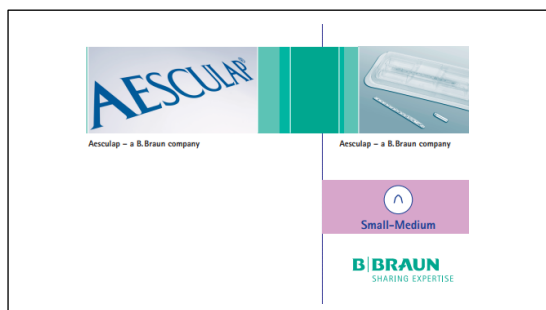 AESCULAP®
Aesculap – a B.Braun company
Aesculap – a B.Braun company
Small-Medium
B|BRAUN
SHARING EXPERTISE